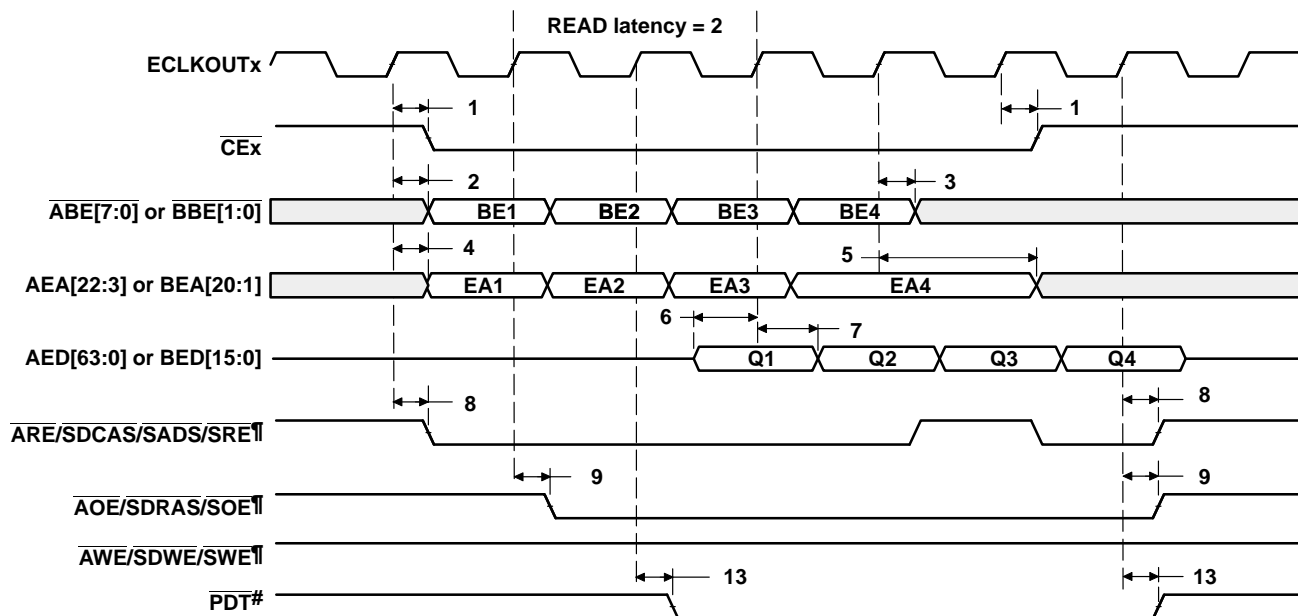 READ latency = 2
ECLKOUTx
1 1
CEx
2 3
ABE[7:0] or BBE[1:0] BE1 BE2 BE3 BE4
4 5
AEA[22:3] or BEA[20:1] EA1 EA2 EA3 EA4
6 7
AED[63:0] or BED[15:0] Q1 Q2 Q3 Q4
8 8
ARE/SDCAS/SADS/SRE¶
9 9
AOE/SDRAS/SOE¶
AWE/SDWE/SWE¶
13 13
PDT#